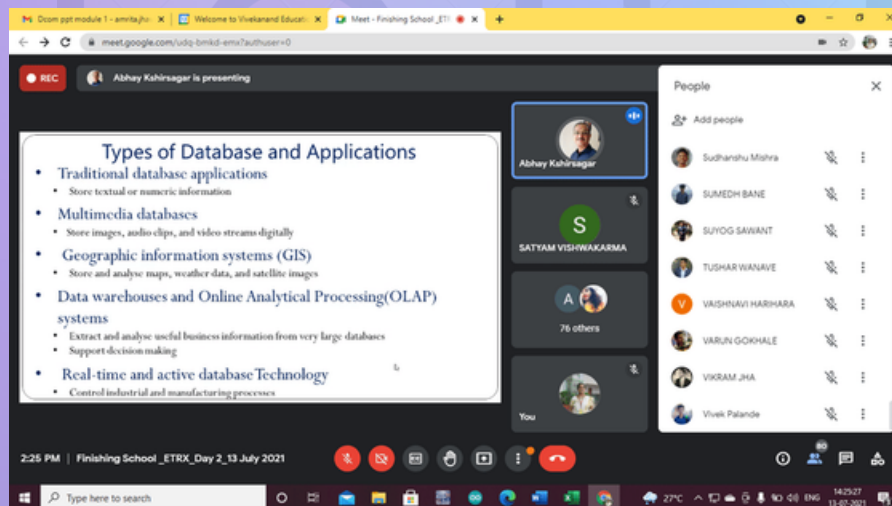 Dcom ppt module 1 - amrita.jha
Welcome to Vivekanand Educati
Meet - Finishing School _ET
meet.google.com/udq-bmkd-emx?authuser=0
REC
Abhay Kshirsagar is presenting
Types of Database and Applications
• Traditional database applications
• Store textual or numeric information
• Multimedia databases
• Store images, audio clips, and video streams digitally
• Geographic information systems (GIS)
• Store and analyse maps, weather data, and satellite images
• Data warehouses and Online Analytical Processing(OLAP)
systems
• Extract and analyse useful business information from very large databases
• Support decision making
• Real-time and active database Technology
• Control industrial and manufacturing processes
Abhay Kshirsagar
S
SATYAM VISHWAKARMA
A
76 others
You
People
Add people
Sudhanshu Mishra
SUMEDH BANE
SUYOG SAWANT
TUSHAR WANAVE
V
VAISHNAVI HARIHARA
VARUN GOKHALE
VIKRAM JHA
Vivek Palande
2:25 PM | Finishing School _ETRX_Day 2_13 July 2021
80
Type here to search
27°C
ENG
14:25:27
13-07-2021